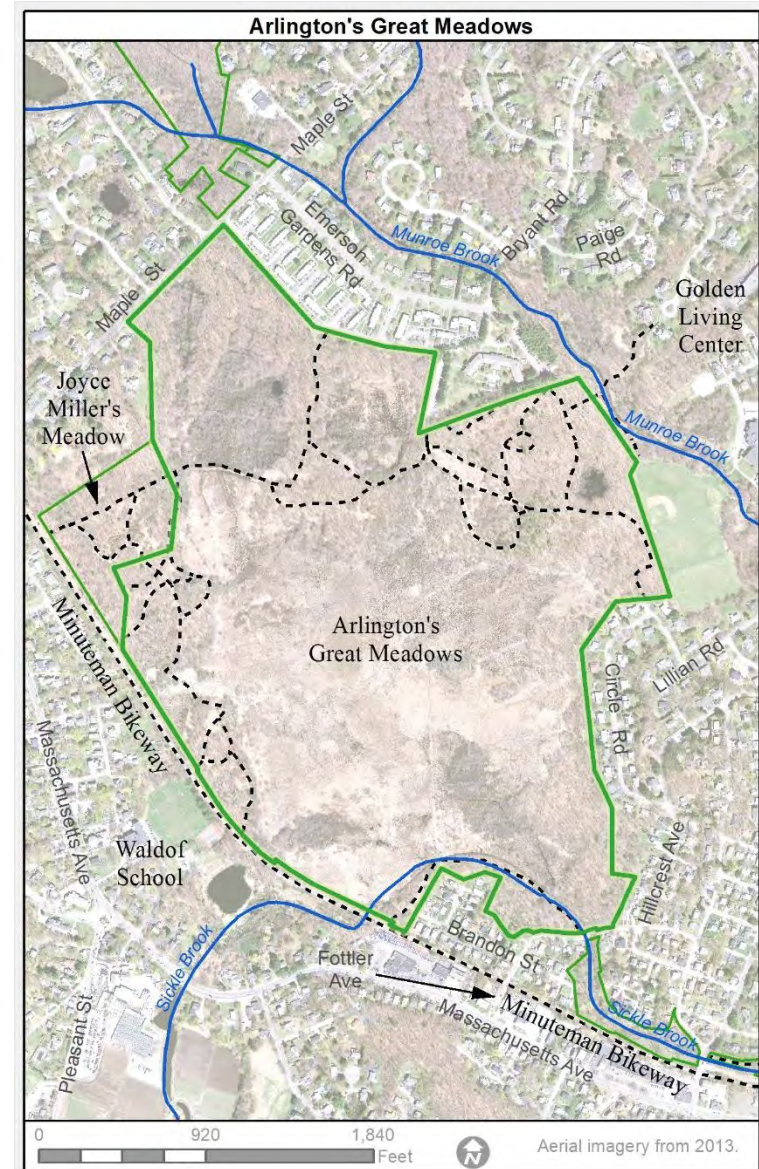 Arlington's Great Meadows
Maple St
Emerson
Gardens Rd
Munroe Brook
Bryant Rd
Paige
Rd
Golden
Living
Center
Maple St
Joyce
Miller's
Meadow
Munroe Brook
Minuteman Bikeway
Arlington's
Great Meadows
Circle Rd
Lillian Rd
Massachusetts Ave
Waldof
School
Hillcrest Ave
Brandon St
Sickle Brook
Fottler
Ave
Pleasant St
Minuteman Bikeway
Massachusetts Ave
Sickle Brook
0 920 1,840
Feet
N
Aerial imagery from 2013.